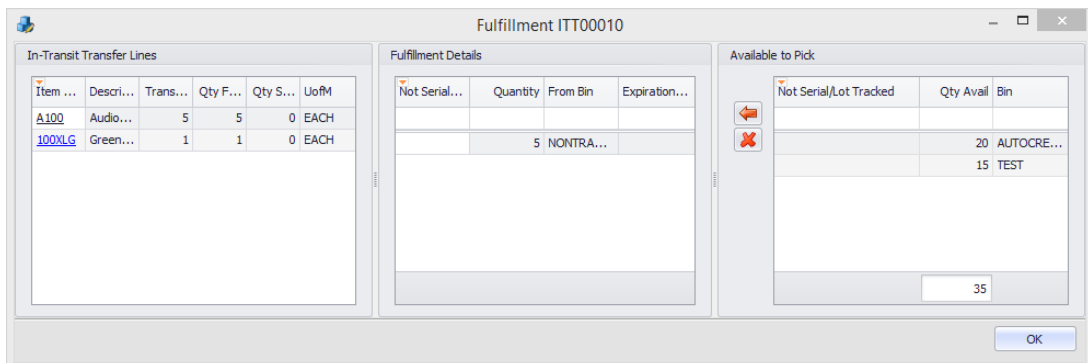 Fulfillment ITT00010
In-Transit Transfer Lines
Item ... Descri... Trans... Qty F... Qty S... UofM
A100 Audio... 5 5 0 EACH
100XLG Green... 1 1 0 EACH
Fulfillment Details
Not Serial... Quantity From Bin Expiration...
5 NONTRA...
Available to Pick
Not Serial/Lot Tracked Qty Avail Bin
20 AUTOCRE...
15 TEST
35
OK